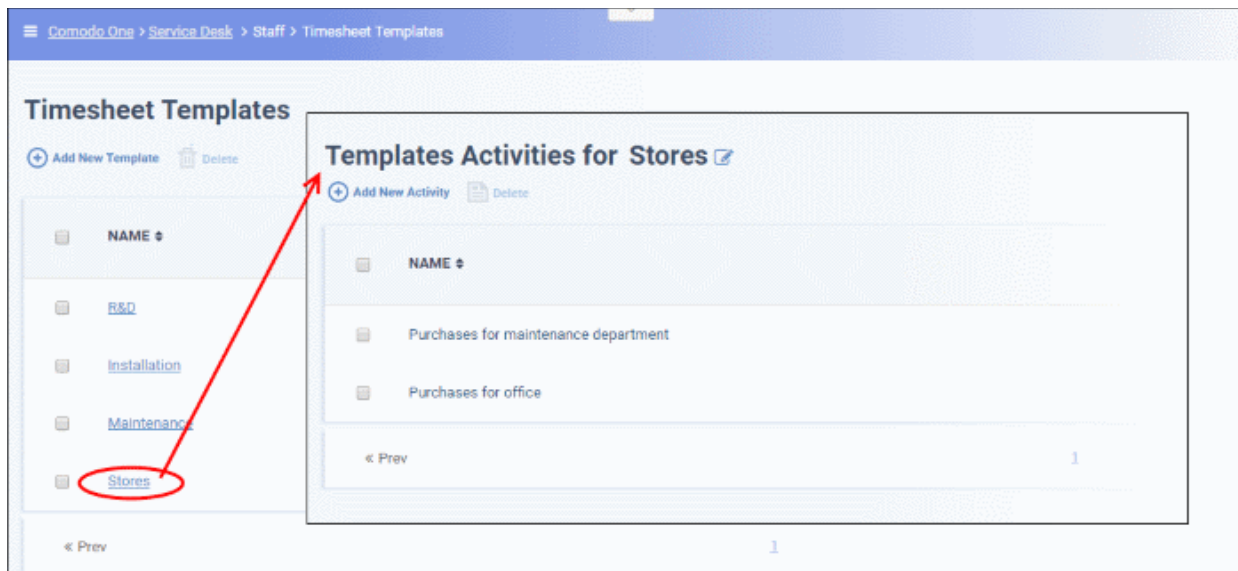 Comodo One > Service Desk > Staff > Timesheet Templates
Timesheet Templates
Add New Template Delete
NAME
R&D
Installation
Maintenance
Stores
« Prev 1
Templates Activities for Stores
Add New Activity Delete
NAME
Purchases for maintenance department
Purchases for office
« Prev 1